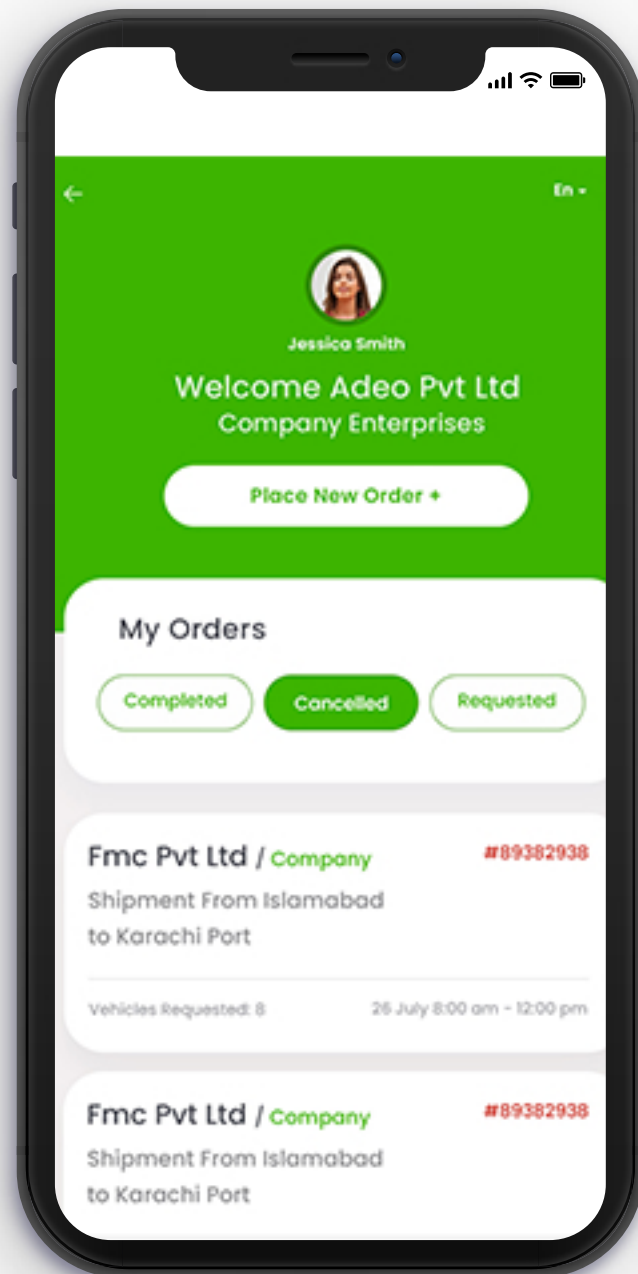 En
Jessica Smith
Welcome Adeo Pvt Ltd
Company Enterprises
Place New Order +
My Orders
Completed
Cancelled
Requested
Fmc Pvt Ltd / Company
#89382938
Shipment From Islamabad
to Karachi Port
Vehicles Requested: 8
26 July 8:00 am - 12:00 pm
Fmc Pvt Ltd / Company
#89382938
Shipment From Islamabad
to Karachi Port